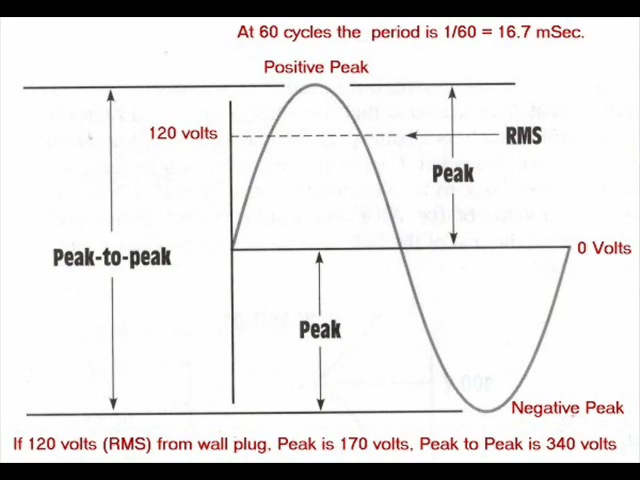 At 60 cycles the period is 1/60 = 16.7 mSec.
Positive Peak
120 volts
RMS
Peak
0 Volts
Peak-to-peak
Peak
Negative Peak
If 120 volts (RMS) from wall plug, Peak is 170 volts, Peak to Peak is 340 volts